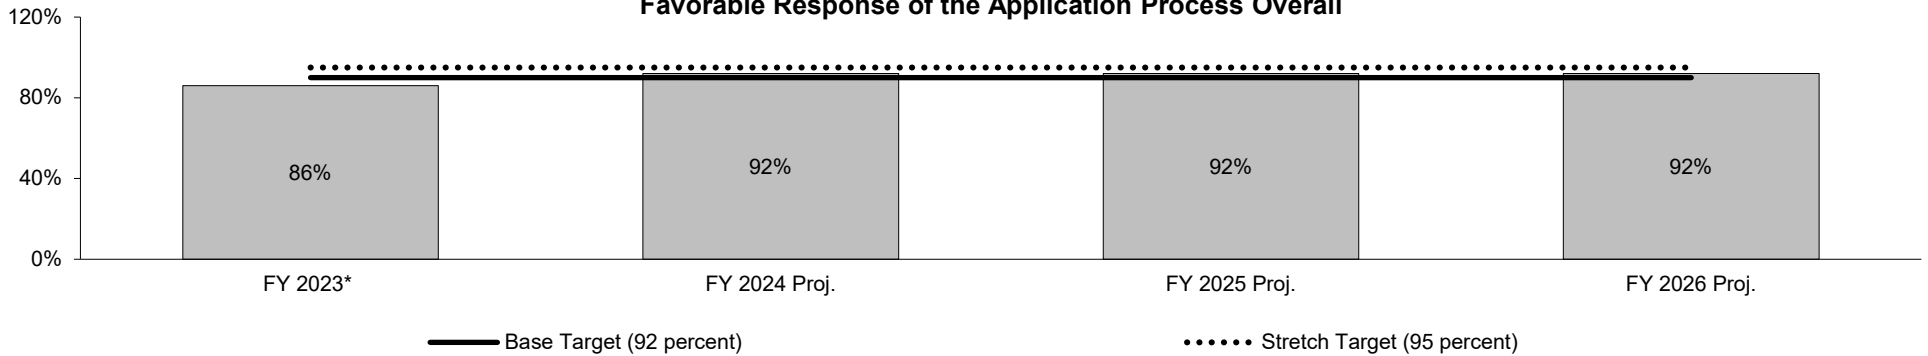 Favorable Response of the Application Process Overall
120%
80%
40%
0%
86%
92%
92%
92%
FY 2023*
FY 2024 Proj.
FY 2025 Proj.
FY 2026 Proj.
Base Target (92 percent)
Stretch Target (95 percent)